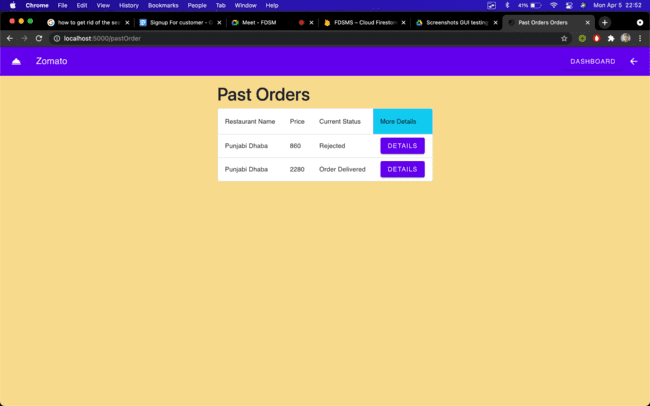 Chrome File Edit View History Bookmarks People Tab Window Help 41% Mon Apr 5 22:52
how to get rid of the sea Signup For customer - G Meet - FDSM FDSMS – Cloud Firestor Screenshots GUI testing Past Orders Orders
localhost:5000/pastOrder
Zomato DASHBOARD
Past Orders
Restaurant Name Price Current Status More Details
Punjabi Dhaba 860 Rejected DETAILS
Punjabi Dhaba 2280 Order Delivered DETAILS